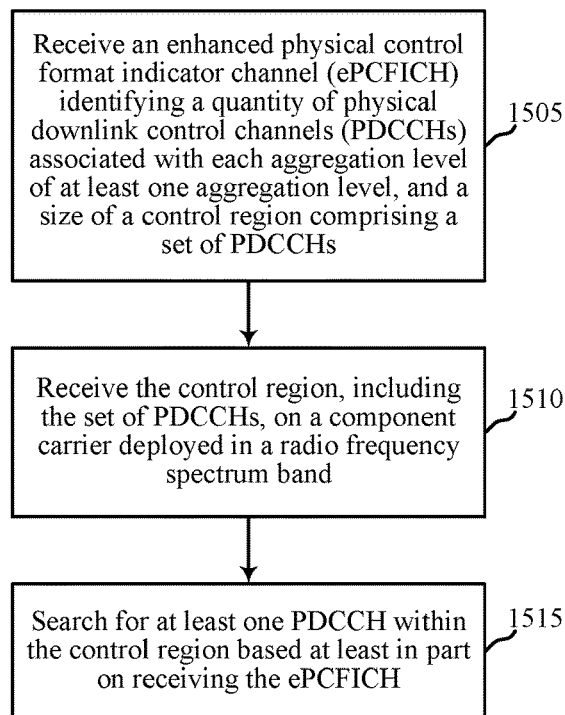 Receive an enhanced physical control
format indicator channel (ePCFICH)
identifying a quantity of physical
downlink control channels (PDCCHs)
associated with each aggregation level
of at least one aggregation level, and a
size of a control region comprising a
set of PDCCHs
1505
Receive the control region, including
the set of PDCCHs, on a component
carrier deployed in a radio frequency
spectrum band
1510
Search for at least one PDCCH within
the control region based at least in part
on receiving the ePCFICH
1515